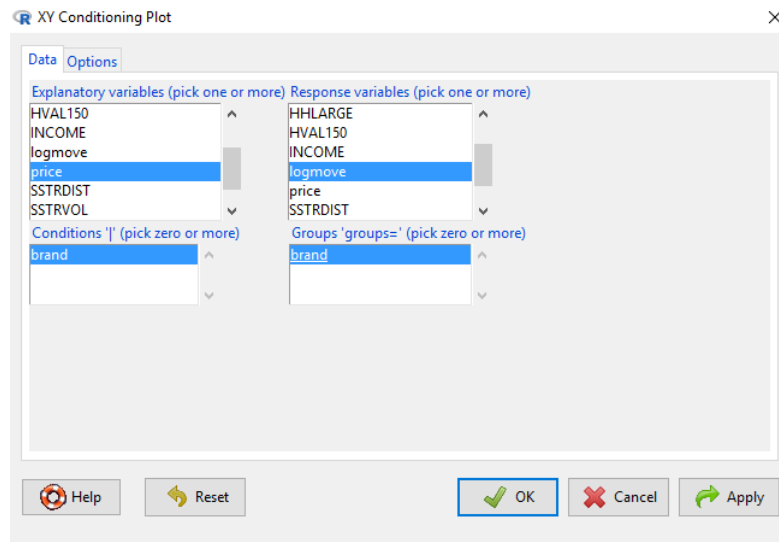 XY Conditioning Plot
Data Options
Explanatory variables (pick one or more) Response variables (pick one or more)
HVAL150 HHLARGE
INCOME HVAL150
logmove INCOME
price logmove
SSTRDIST price
SSTRVOL SSTRDIST
Conditions '|' (pick zero or more) Groups 'groups=' (pick zero or more)
brand brand
Help Reset OK Cancel Apply